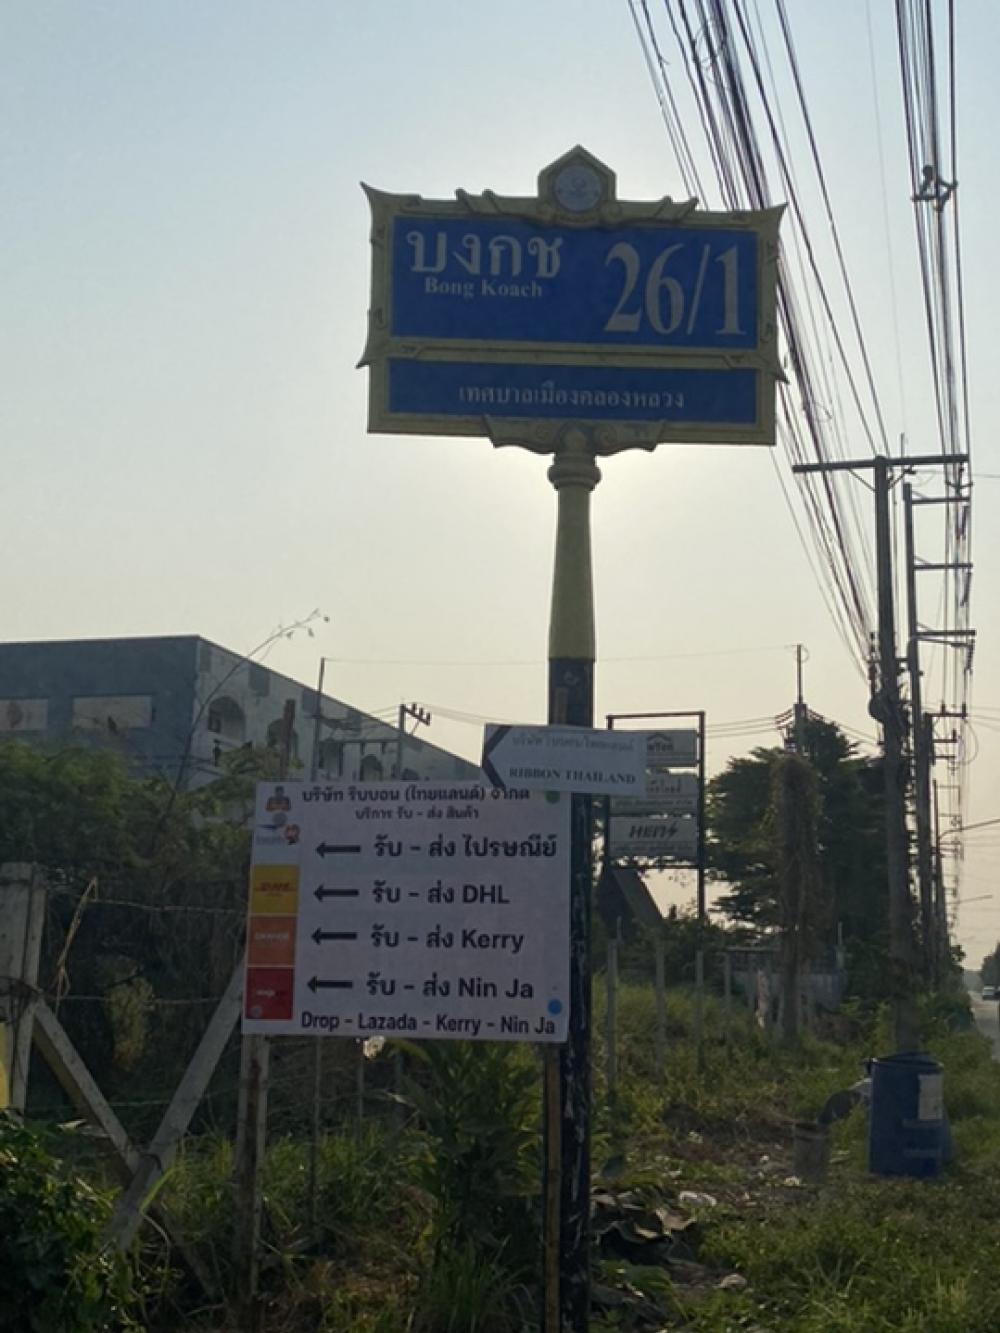 บงกช
Bong Koach
26/1
เทศบาลเมืองคลองหลวง
RIBBON THAILAND
บริษัท ริบบอน (ไทยแลนด์) จำกัด
บริการ รับ - ส่ง สินค้า
รับ - ส่ง ไปรษณีย์
รับ - ส่ง DHL
รับ - ส่ง Kerry
รับ - ส่ง Nin Ja
Drop - Lazada - Kerry - Nin Ja
DHL